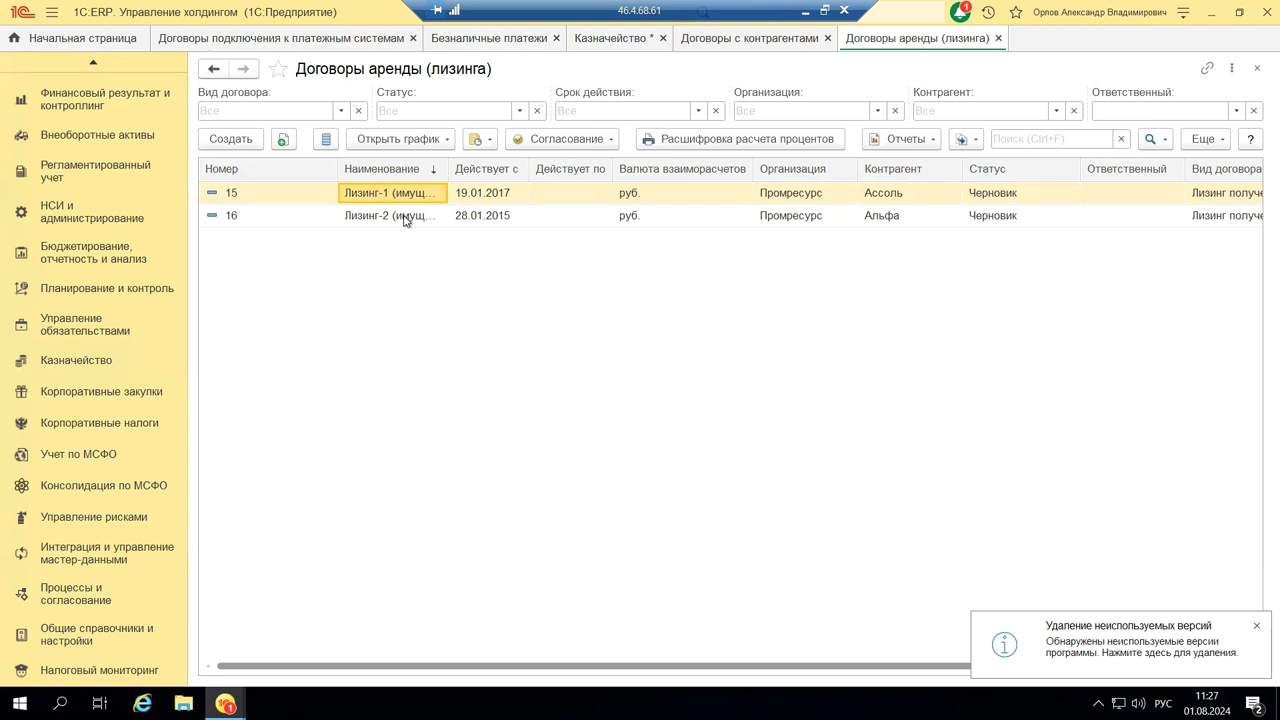 1С:ERP. Управление холдингом (1С:Предприятие)
46.4.68.61
1
Орлов Александр Владимирович
Начальная страница
Договоры подключения к платежным системам
Безналичные платежи
Казначейство *
Договоры с контрагентами
Договоры аренды (лизинга)
Договоры аренды (лизинга)
Вид договора:
Статус:
Срок действия:
Организация:
Контрагент:
Ответственный:
Все
Все
Все
Все
Все
Создать
Открыть график
Согласование
Расшифровка расчета процентов
Отчеты
Поиск (Ctrl+F)
Еще
?
Номер Наименование ↓ Действует с Действует по Валюта взаиморасчетов Организация Контрагент Статус Ответственный Вид договора
15 Лизинг-1 (имущ... 19.01.2017 руб. Промресурс Ассоль Черновик Лизинг получе
16 Лизинг-2 (имущ... 28.01.2015 руб. Промресурс Альфа Черновик Лизинг получе
Финансовый результат и
контроллинг
Внеоборотные активы
Регламентированный
учет
НСИ и
администрирование
Бюджетирование,
отчетность и анализ
Планирование и контроль
Управление
обязательствами
Казначейство
Корпоративные закупки
Корпоративные налоги
Учет по МСФО
Консолидация по МСФО
Управление рисками
Интеграция и управление
мастер-данными
Процессы и
согласование
Общие справочники и
настройки
Налоговый мониторинг
Удаление неиспользуемых версий
Обнаружены неиспользуемые версии
программы. Нажмите здесь для удаления.
1
РУС
11:27
01.08.2024
2